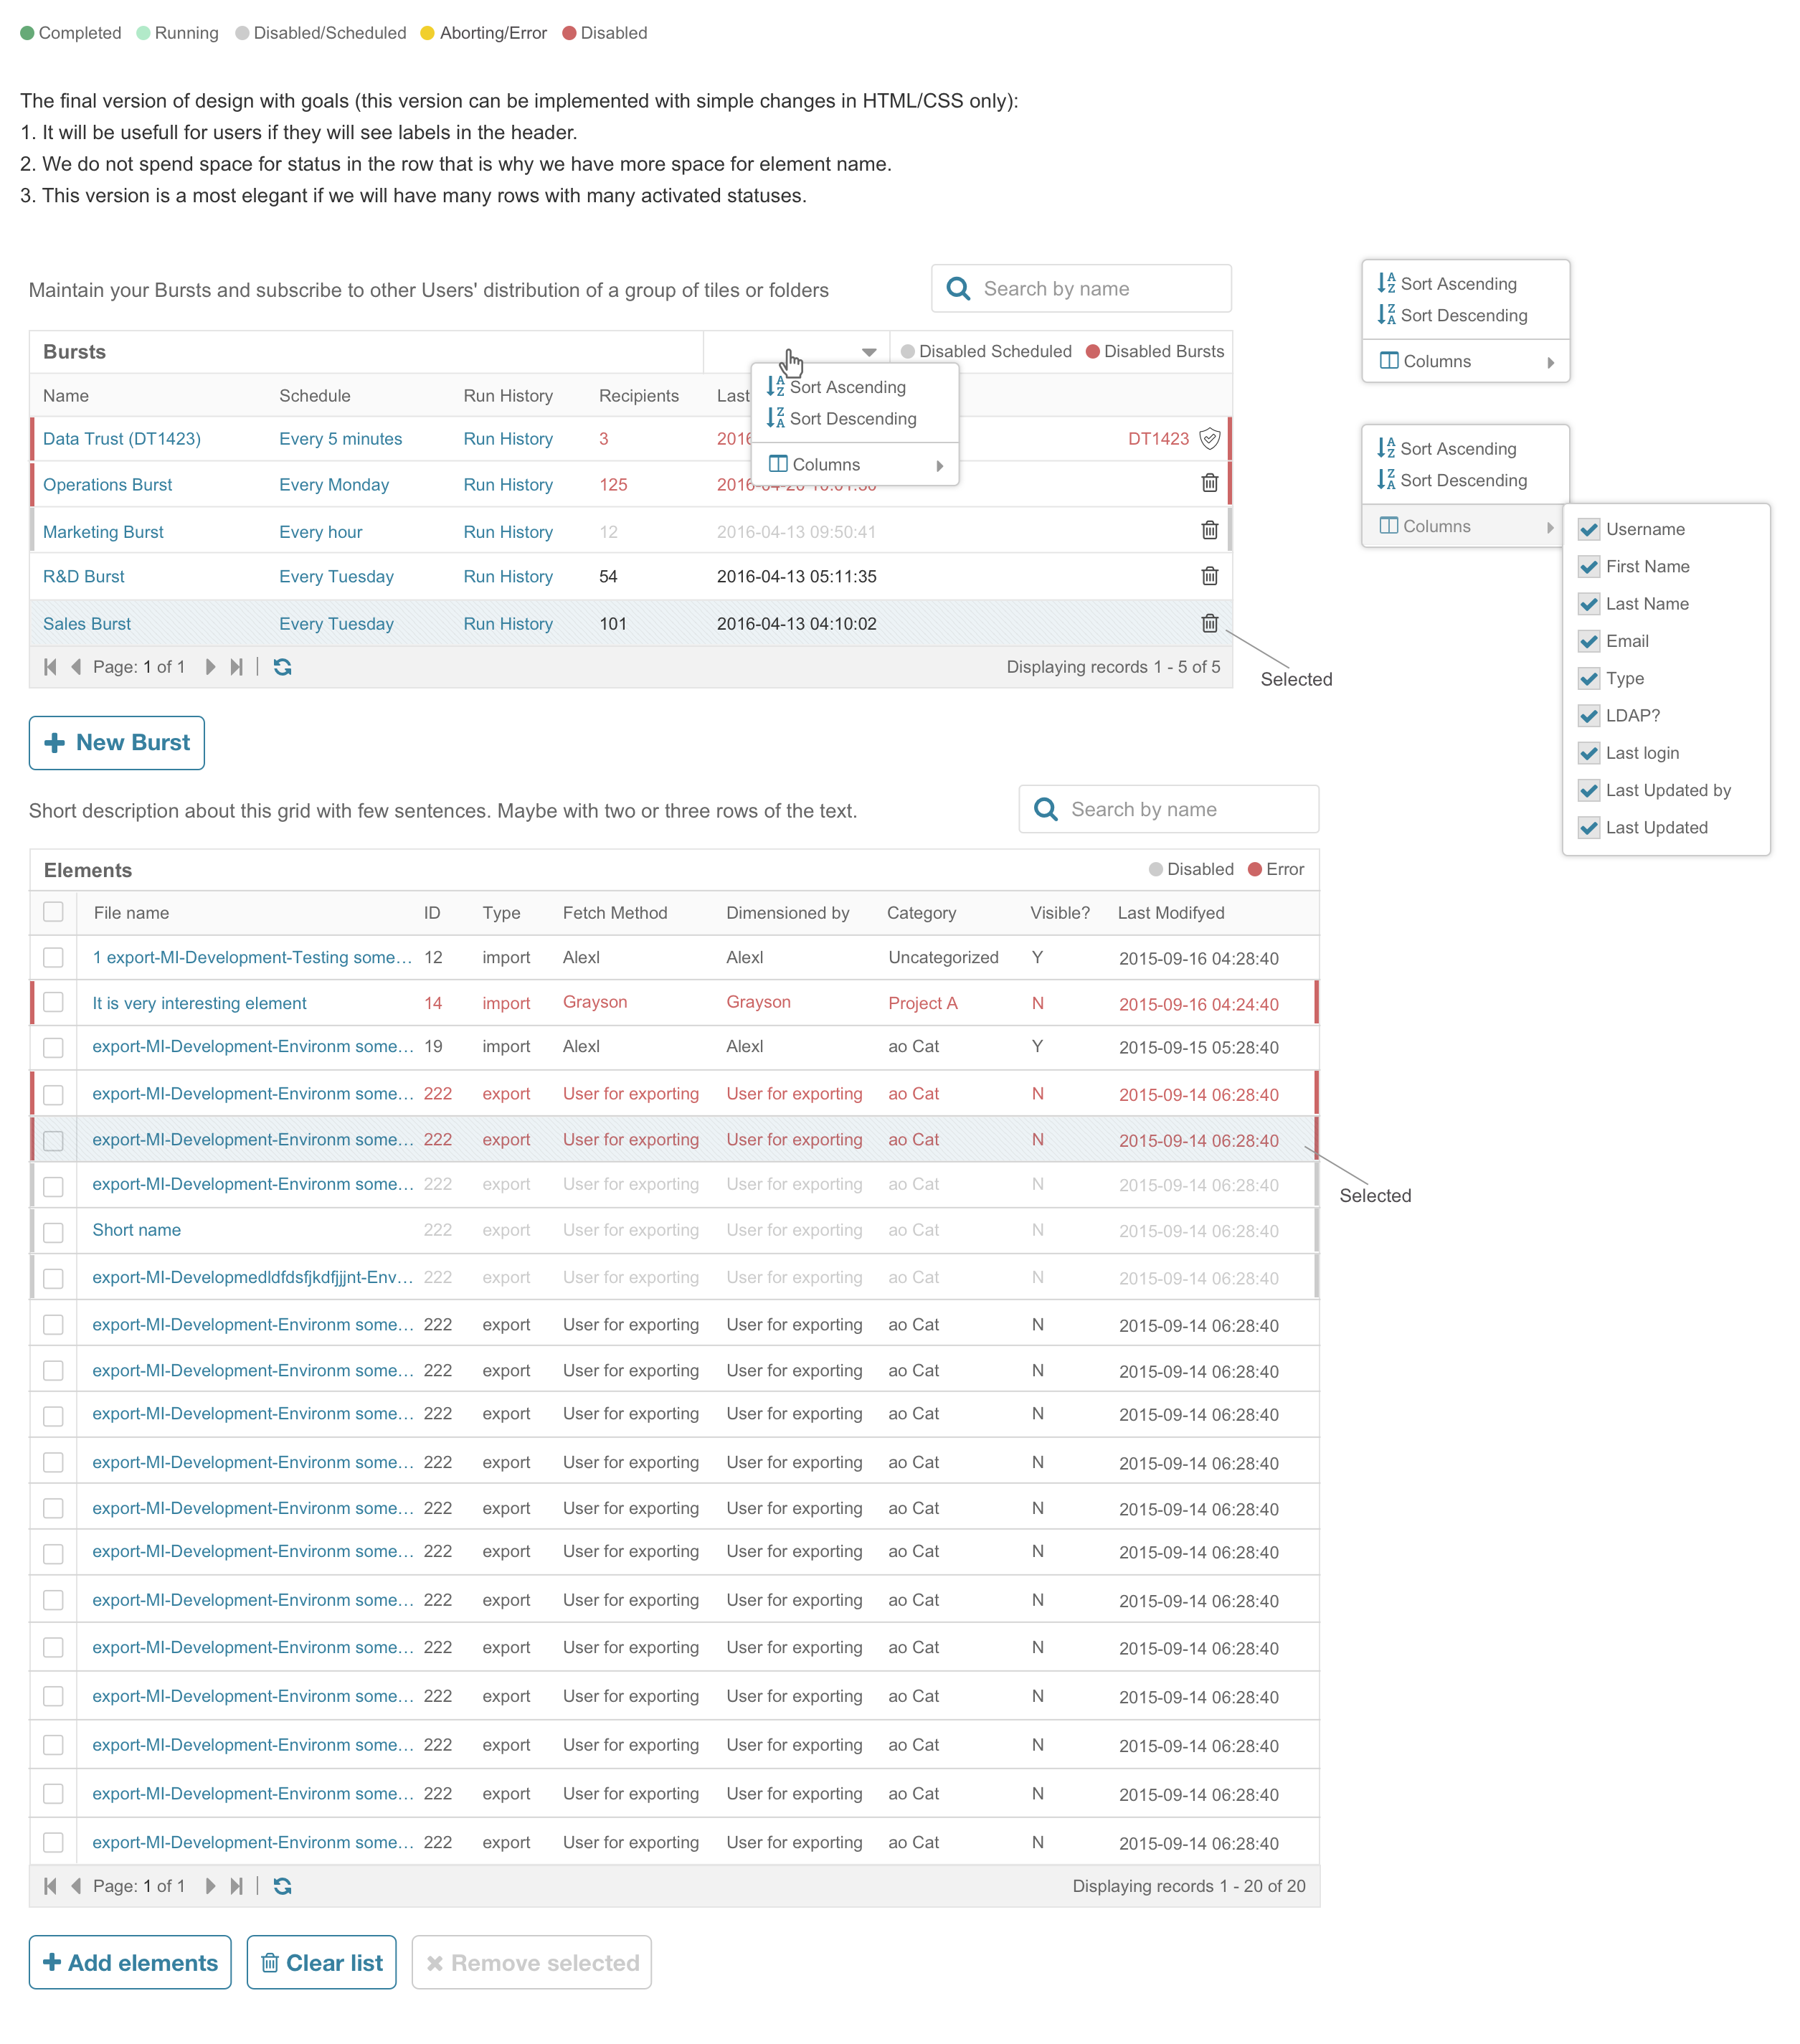 Completed Running Disabled/Scheduled Aborting/Error Disabled
The final version of design with goals (this version can be implemented with simple changes in HTML/CSS only):
1. It will be usefull for users if they will see labels in the header.
2. We do not spend space for status in the row that is why we have more space for element name.
3. This version is a most elegant if we will have many rows with many activated statuses.
Maintain your Bursts and subscribe to other Users' distribution of a group of tiles or folders
Search by name
Bursts Disabled Scheduled Disabled Bursts
Name Schedule Run History Recipients Last
Sort Ascending
Sort Descending
Columns
Data Trust (DT1423) Every 5 minutes Run History 3 2016 DT1423
Operations Burst Every Monday Run History 125
Marketing Burst Every hour Run History 12 2016-04-13 09:50:41
R&D Burst Every Tuesday Run History 54 2016-04-13 05:11:35
Sales Burst Every Tuesday Run History 101 2016-04-13 04:10:02
Page: 1 of 1 Displaying records 1 - 5 of 5
Selected
Sort Ascending
Sort Descending
Columns
Sort Ascending
Sort Descending
Columns
Username
First Name
Last Name
Email
Type
LDAP?
Last login
Last Updated by
Last Updated
New Burst
Short description about this grid with few sentences. Maybe with two or three rows of the text.
Search by name
Elements Disabled Error
File name ID Type Fetch Method Dimensioned by Category Visible? Last Modifyed
1 export-MI-Development-Testing some... 12 import Alexl Alexl Uncategorized Y 2015-09-16 04:28:40
It is very interesting element 14 import Grayson Grayson Project A N 2015-09-16 04:24:40
export-MI-Development-Environm some... 19 import Alexl Alexl ao Cat Y 2015-09-15 05:28:40
export-MI-Development-Environm some... 222 export User for exporting User for exporting ao Cat N 2015-09-14 06:28:40
export-MI-Development-Environm some... 222 export User for exporting User for exporting ao Cat N 2015-09-14 06:28:40
Selected
export-MI-Development-Environm some... 222 export User for exporting User for exporting ao Cat N 2015-09-14 06:28:40
Short name 222 export User for exporting User for exporting ao Cat N 2015-09-14 06:28:40
export-MI-Developmedldfdsfjkdfjjjnt-Env... 222 export User for exporting User for exporting ao Cat N 2015-09-14 06:28:40
export-MI-Development-Environm some... 222 export User for exporting User for exporting ao Cat N 2015-09-14 06:28:40
export-MI-Development-Environm some... 222 export User for exporting User for exporting ao Cat N 2015-09-14 06:28:40
export-MI-Development-Environm some... 222 export User for exporting User for exporting ao Cat N 2015-09-14 06:28:40
export-MI-Development-Environm some... 222 export User for exporting User for exporting ao Cat N 2015-09-14 06:28:40
export-MI-Development-Environm some... 222 export User for exporting User for exporting ao Cat N 2015-09-14 06:28:40
export-MI-Development-Environm some... 222 export User for exporting User for exporting ao Cat N 2015-09-14 06:28:40
export-MI-Development-Environm some... 222 export User for exporting User for exporting ao Cat N 2015-09-14 06:28:40
export-MI-Development-Environm some... 222 export User for exporting User for exporting ao Cat N 2015-09-14 06:28:40
export-MI-Development-Environm some... 222 export User for exporting User for exporting ao Cat N 2015-09-14 06:28:40
export-MI-Development-Environm some... 222 export User for exporting User for exporting ao Cat N 2015-09-14 06:28:40
export-MI-Development-Environm some... 222 export User for exporting User for exporting ao Cat N 2015-09-14 06:28:40
export-MI-Development-Environm some... 222 export User for exporting User for exporting ao Cat N 2015-09-14 06:28:40
Page: 1 of 1 Displaying records 1 - 20 of 20
Add elements Clear list Remove selected